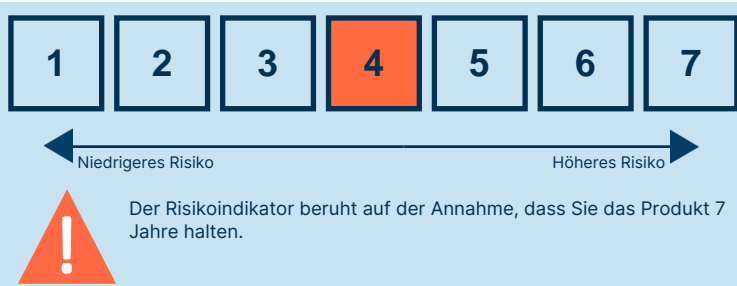 1 2 3 4 5 6 7
Niedrigeres Risiko Höheres Risiko
! Der Risikoindikator beruht auf der Annahme, dass Sie das Produkt 7
Jahre halten.